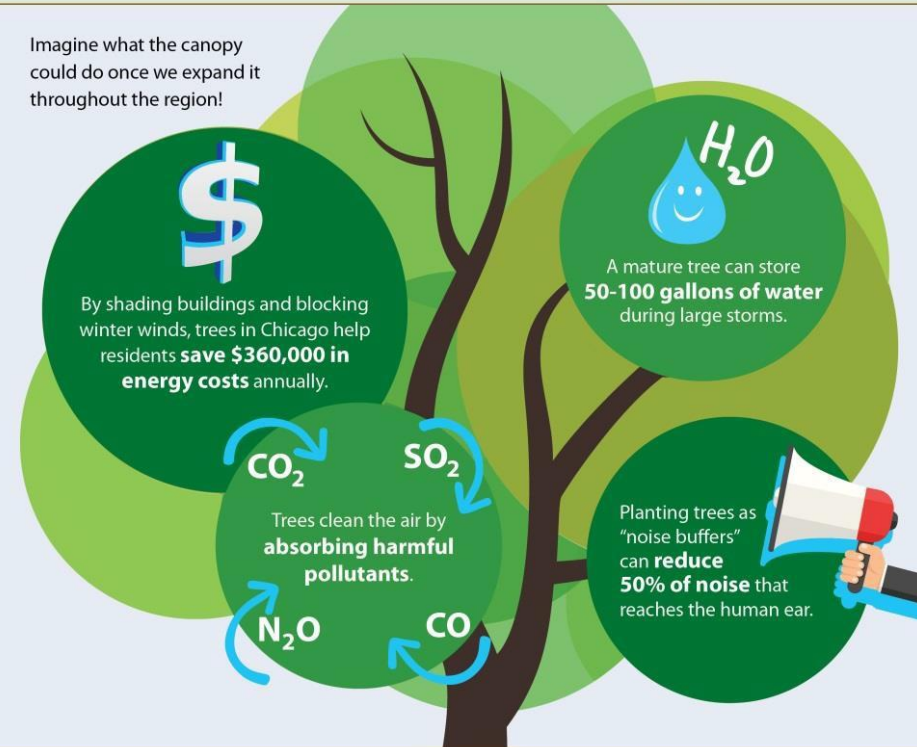 Imagine what the canopy
could do once we expand it
throughout the region!
$
By shading buildings and blocking
winter winds, trees in Chicago help
residents save $360,000 in
energy costs annually.
H₂O
A mature tree can store
50-100 gallons of water
during large storms.
CO₂
SO₂
Trees clean the air by
absorbing harmful
pollutants.
N₂O
CO
Planting trees as
“noise buffers”
can reduce
50% of noise that
reaches the human ear.